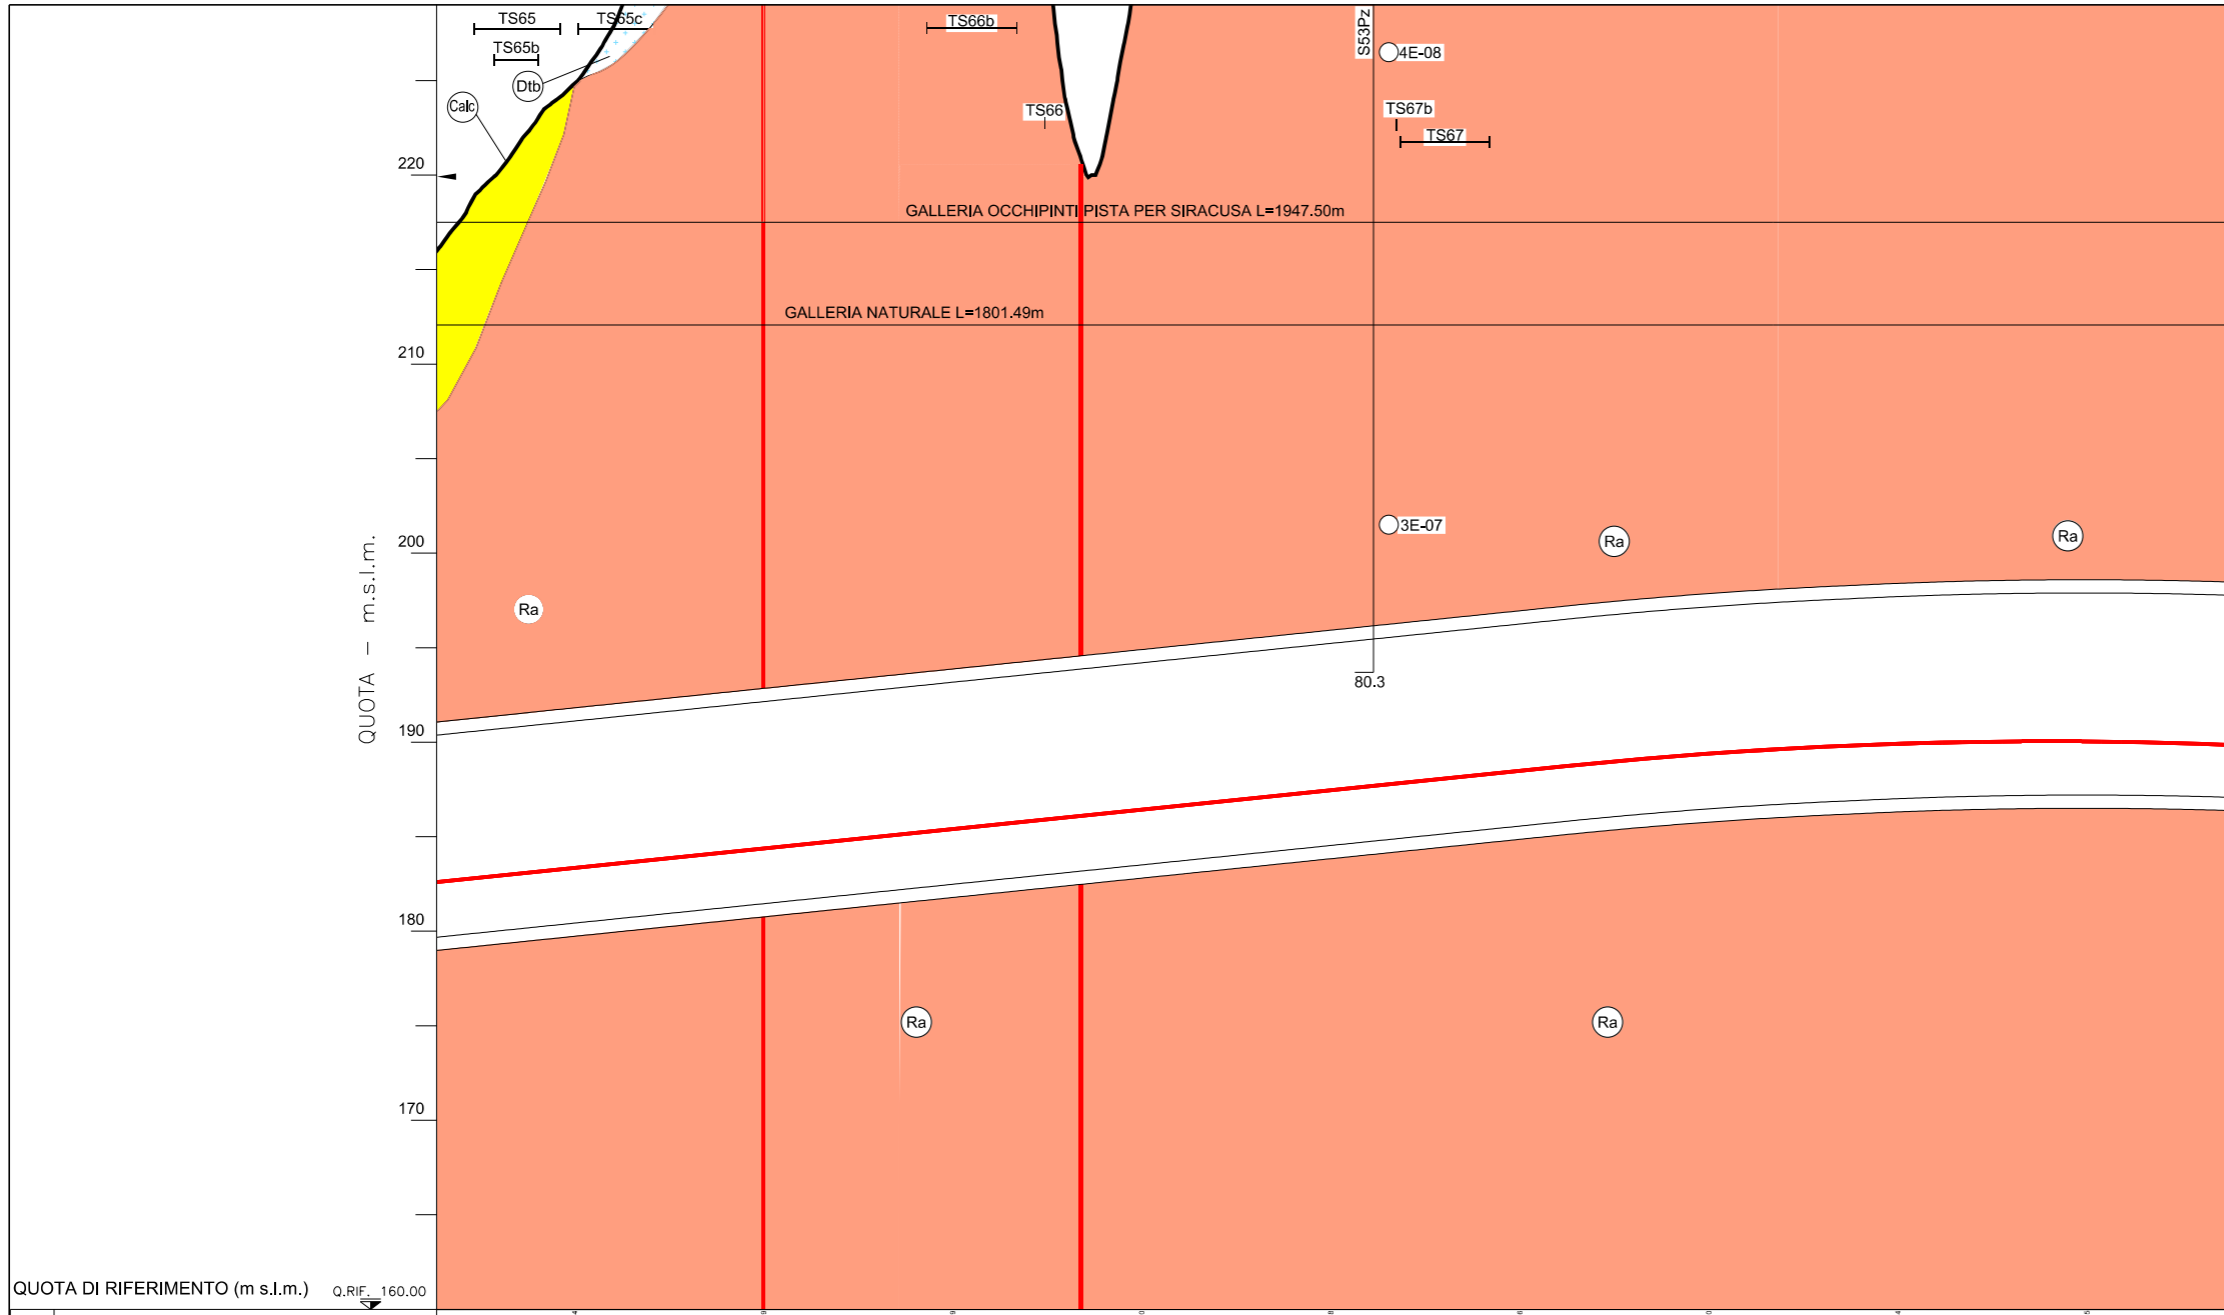 TS65
TS65c
TS66b
S53Pz
TS65b
4E-08
Dtb
Calc
TS66
TS67b
TS67
220
GALLERIA OCCHIPINTI PISTA PER SIRACUSA L=1947.50m
GALLERIA NATURALE L=1801.49m
210
3E-07
200
Ra
Ra
Ra
QUOTA - m.s.l.m.
80.3
190
180
Ra
Ra
170
QUOTA DI RIFERIMENTO (m s.l.m.) Q.RIF. 160.00